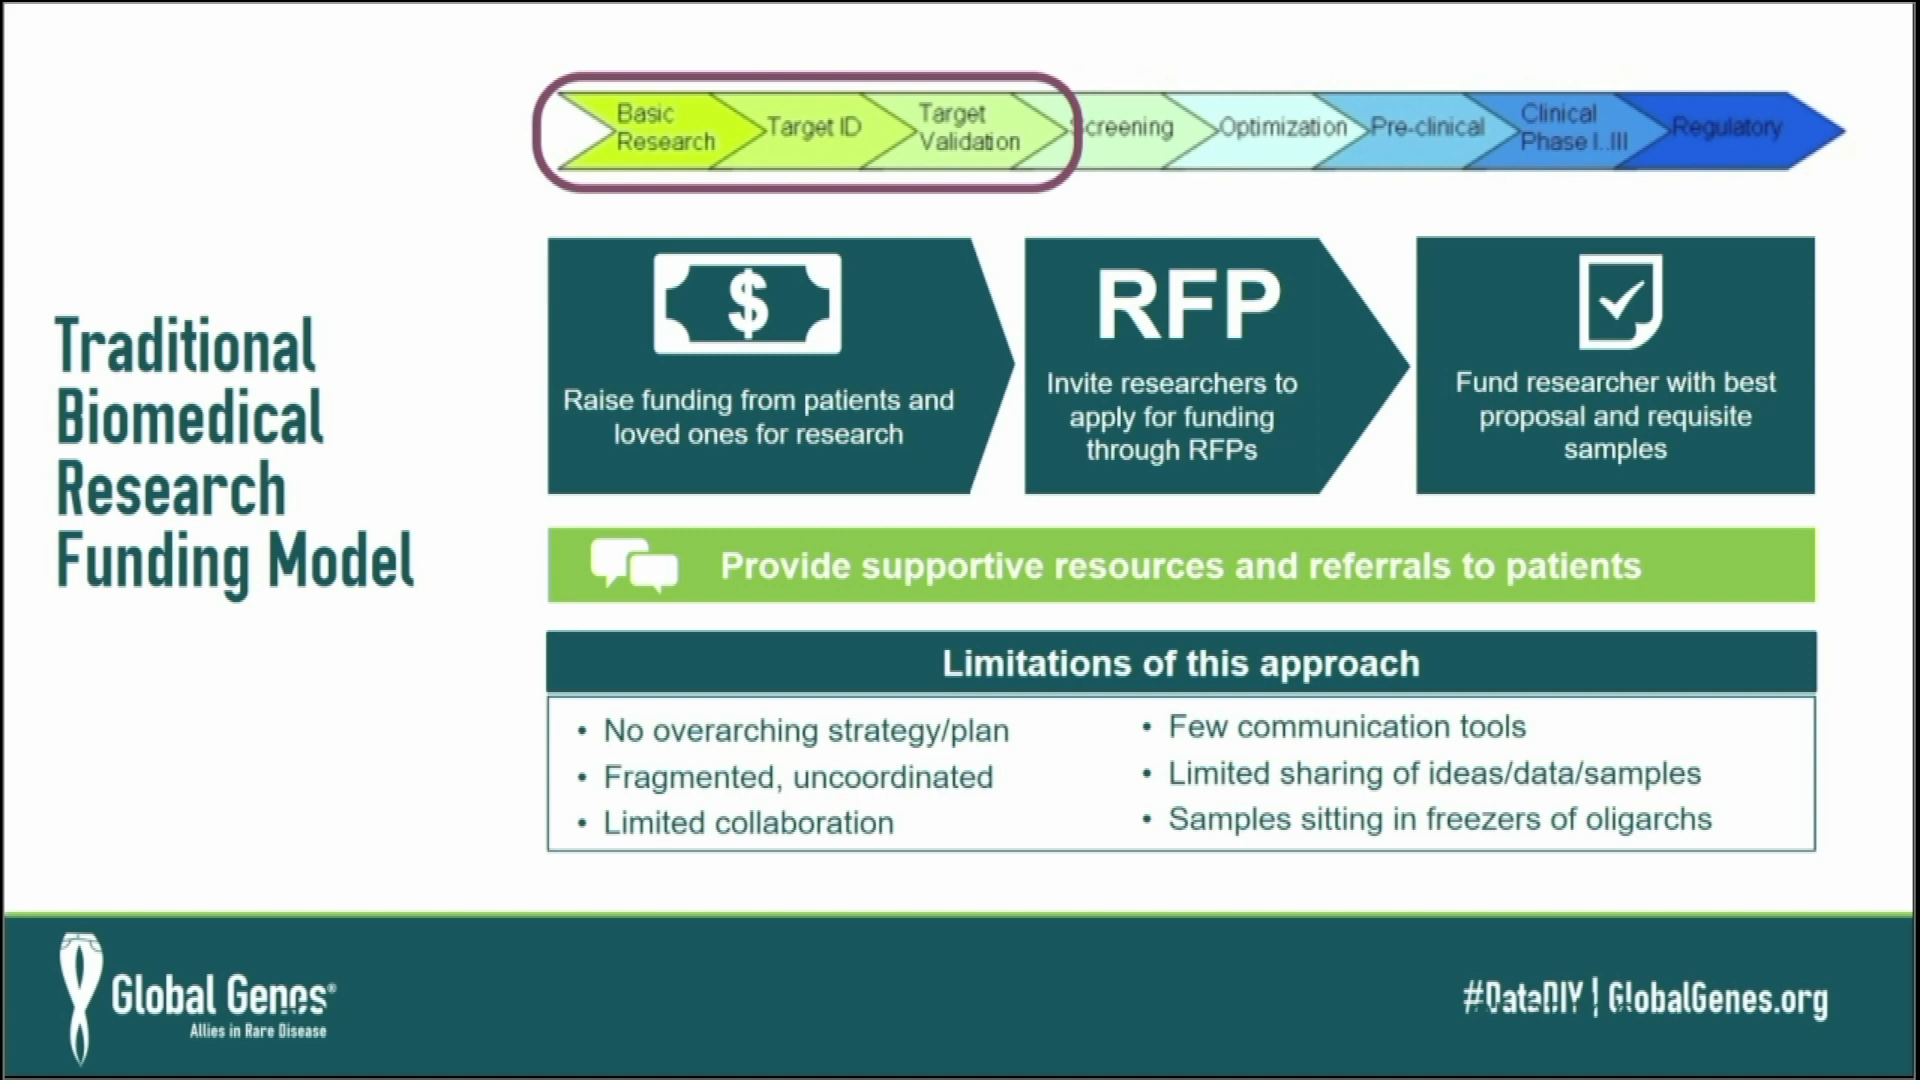 Traditional
Biomedical
Research
Funding Model
Basic
Research
Target ID
Target
Validation
Screening
Optimization
Pre-clinical
Clinical
Phase I..III
Regulatory
$
Raise funding from patients and
loved ones for research
RFP
Invite researchers to
apply for funding
through RFPs
Fund researcher with best
proposal and requisite
samples
Provide supportive resources and referrals to patients
Limitations of this approach
• No overarching strategy/plan
• Fragmented, uncoordinated
• Limited collaboration
• Few communication tools
• Limited sharing of ideas/data/samples
• Samples sitting in freezers of oligarchs
Global Genes®
Allies in Rare Disease
#DataDIY | GlobalGenes.org